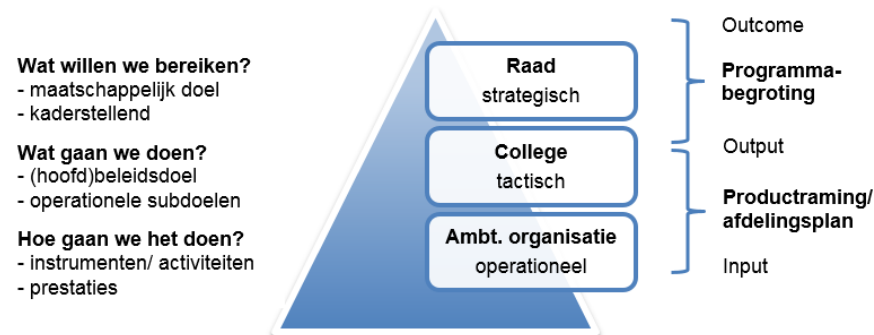 Wat willen we bereiken?
- maatschappelijk doel
- kaderstellend
Wat gaan we doen?
- (hoofd)beleidsdoel
- operationele subdoelen
Hoe gaan we het doen?
- instrumenten/ activiteiten
- prestaties
Raad
strategisch
College
tactisch
Ambt. organisatie
operationeel
Outcome
Programma-
begroting
Output
Productraming/
afdelingsplan
Input